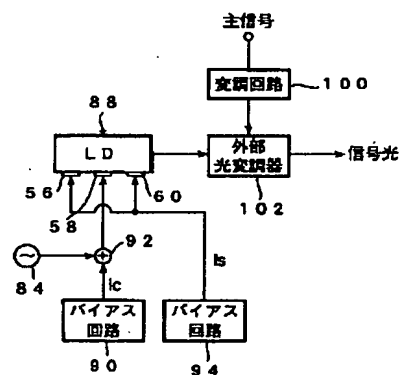 主信号
変調回路
100
88
LD
外部
光変調器
信号光
56
58
60
102
92
84
Ic
Is
バイアス
回路
バイアス
回路
90
94